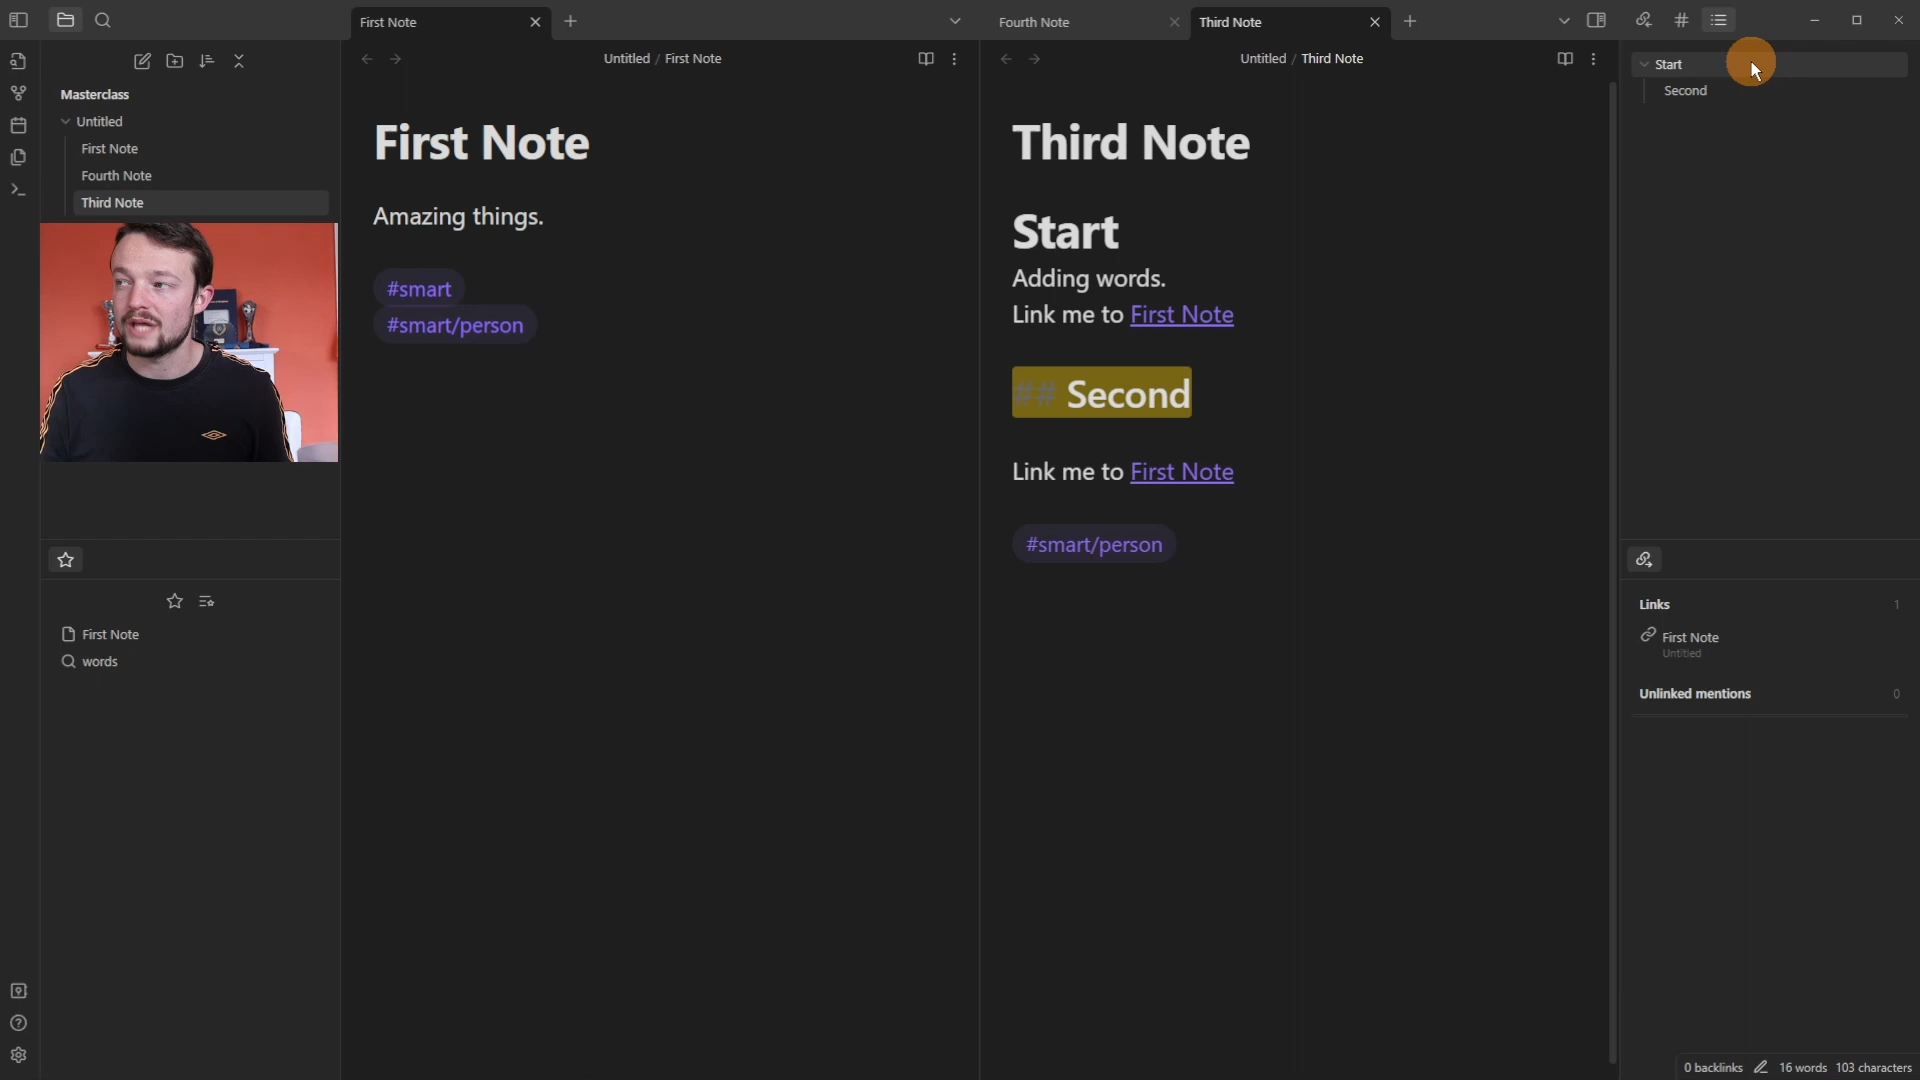 First Note
Fourth Note
Third Note
Masterclass
Untitled
First Note
Fourth Note
Third Note
First Note
words
Untitled / First Note
First Note
Amazing things.
#smart
#smart/person
Untitled / Third Note
Third Note
Start
Adding words.
Link me to First Note
## Second
Link me to First Note
#smart/person
Start
Second
Links 1
First Note
Untitled
Unlinked mentions 0
0 backlinks 16 words 103 characters